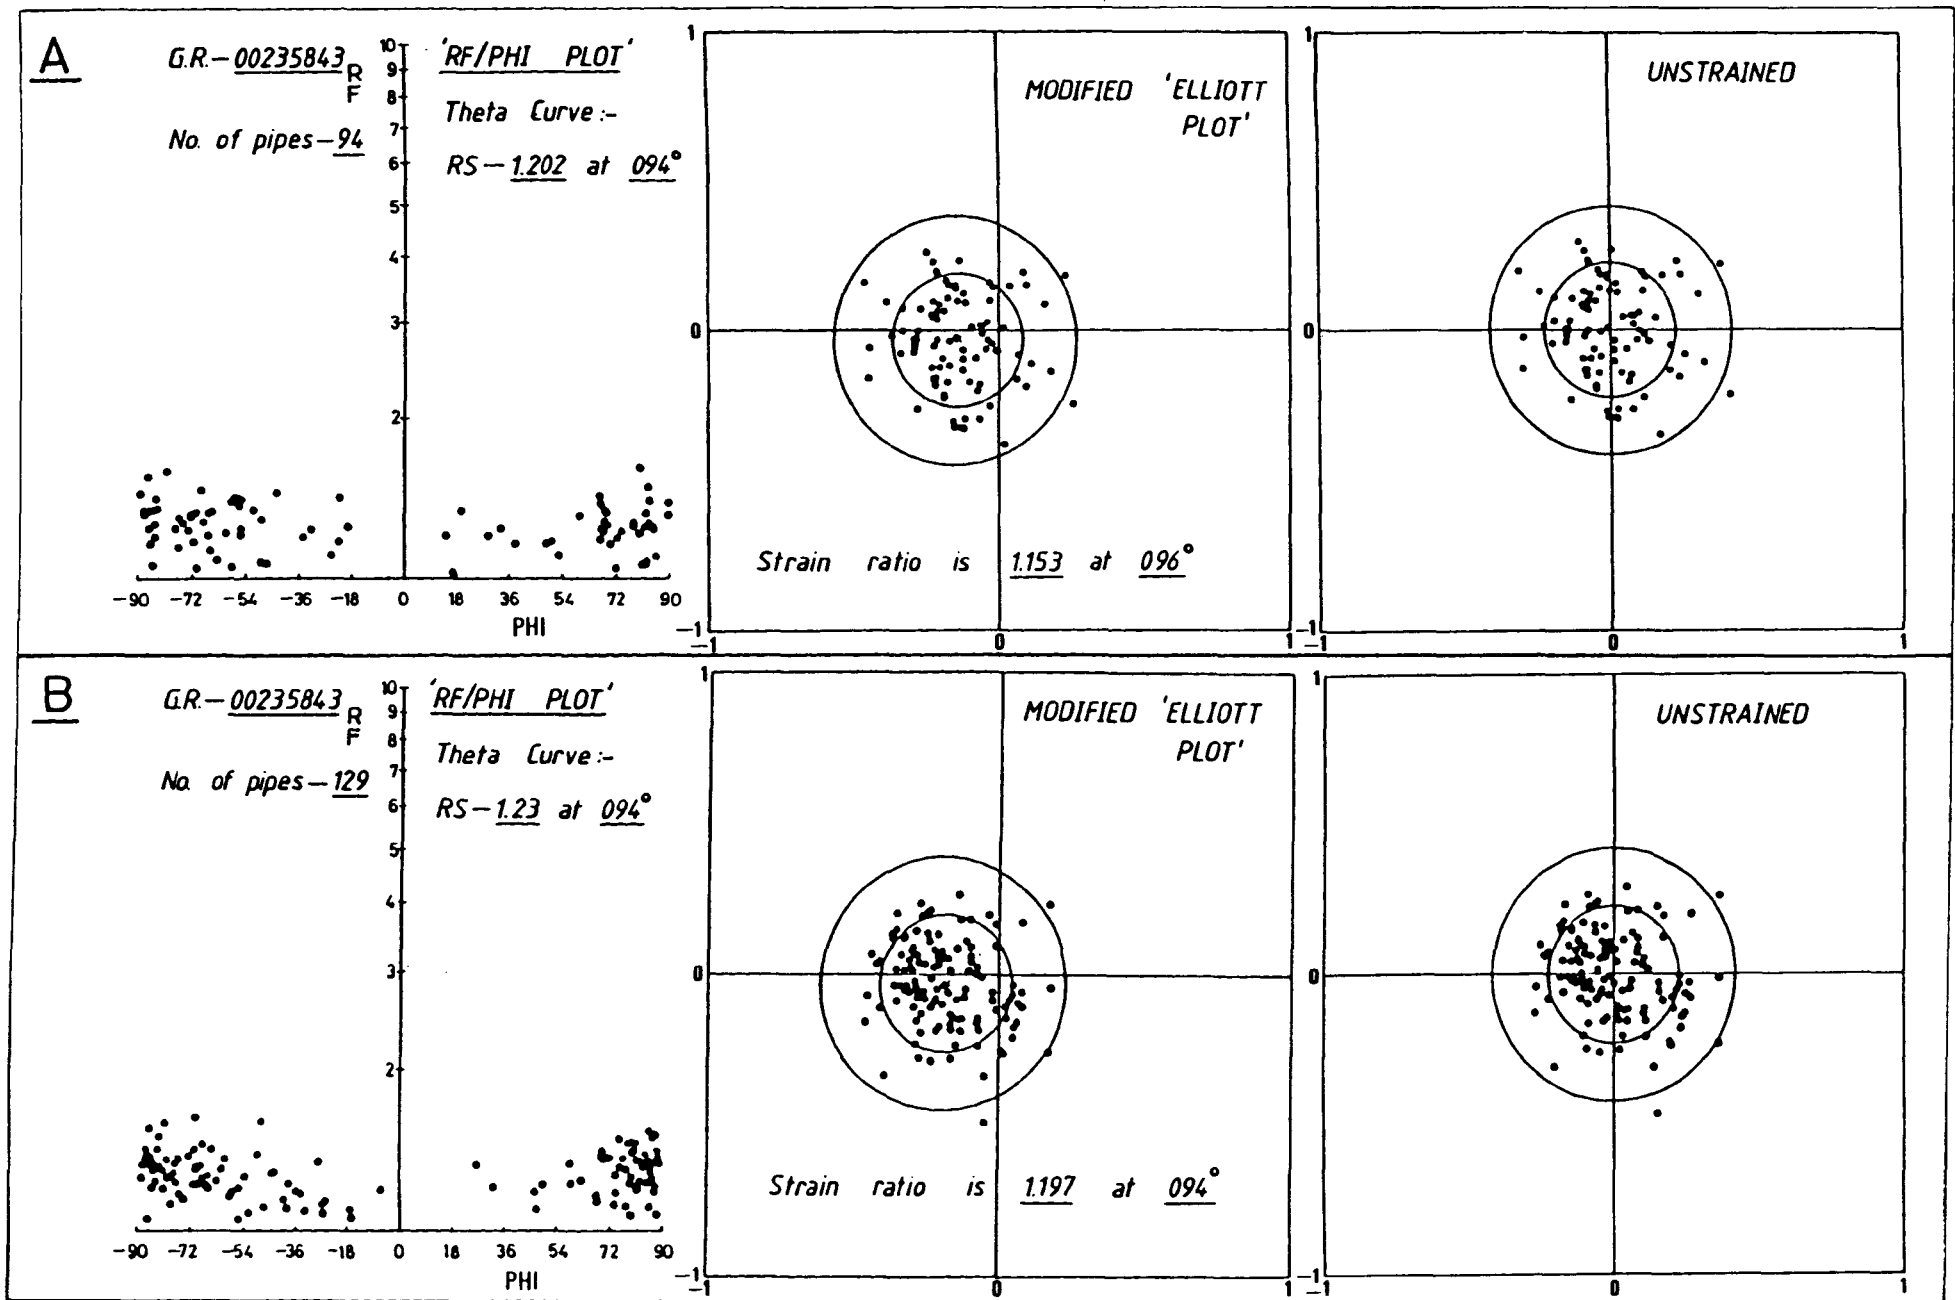 A
G.R.-00235843
'RF/PHI PLOT'
No. of pipes-94
Theta Curve:-
RS-1.202 at 094°
RF
10
9
8
7
6
5
4
3
2
-90 -72 -54 -36 -18 0 18 36 54 72 90
PHI
1
MODIFIED 'ELLIOTT
PLOT'
0
Strain ratio is 1.153 at 096°
-1
-1 0 1
1
UNSTRAINED
0
-1
-1 0 1
B
G.R.-00235843
'RF/PHI PLOT'
No. of pipes-129
Theta Curve:-
RS-1.23 at 094°
RF
10
9
8
7
6
5
4
3
2
-90 -72 -54 -36 -18 0 18 36 54 72 90
PHI
1
MODIFIED 'ELLIOTT
PLOT'
0
Strain ratio is 1.197 at 094°
-1
-1 0 1
1
UNSTRAINED
0
-1
-1 0 1